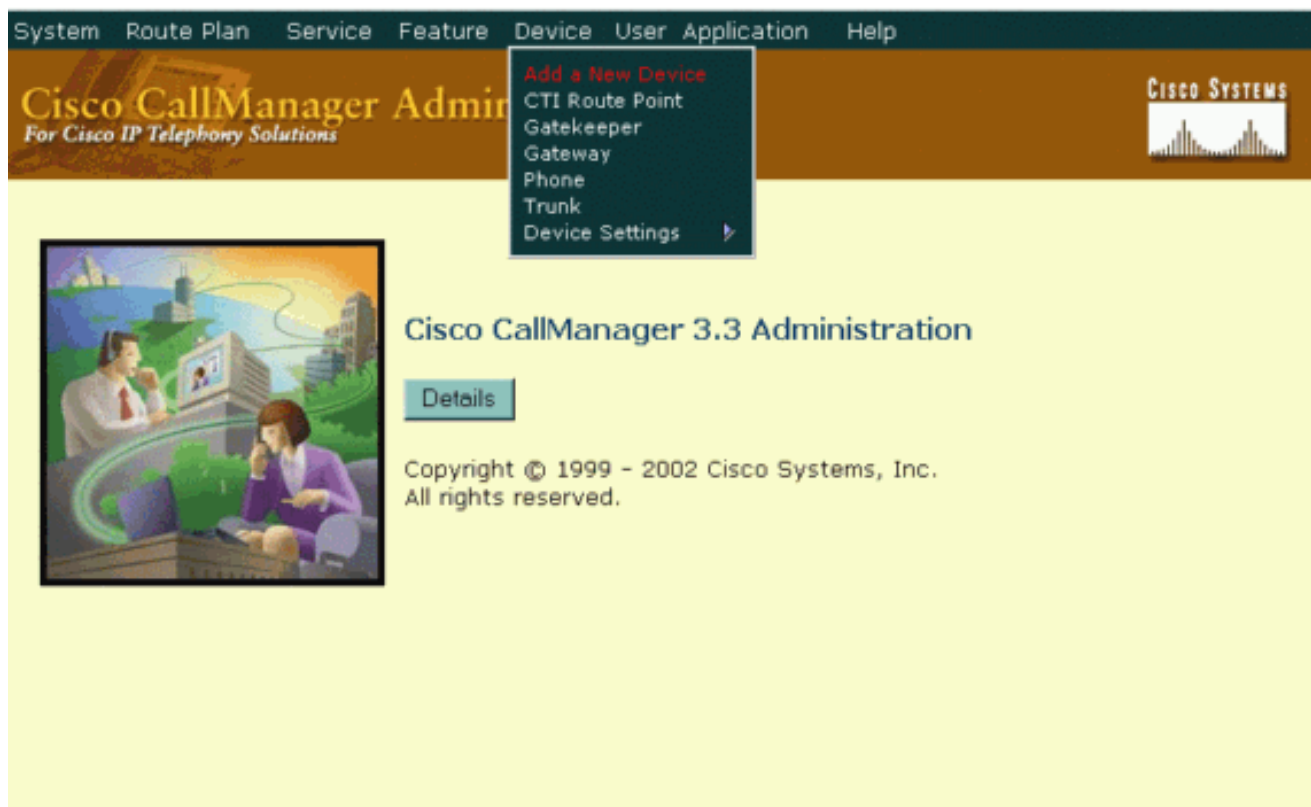 System Route Plan Service Feature Device User Application Help
Cisco CallManager Admin
For Cisco IP Telephony Solutions
CISCO SYSTEMS
Add a New Device
CTI Route Point
Gatekeeper
Gateway
Phone
Trunk
Device Settings
Cisco CallManager 3.3 Administration
Details
Copyright © 1999 - 2002 Cisco Systems, Inc.
All rights reserved.